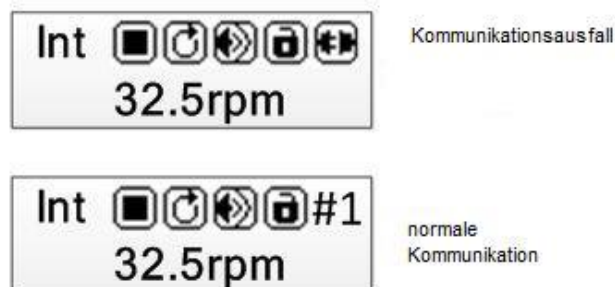 Int
Kommunikationsausfall
32.5rpm
Int #1
normale
Kommunikation
32.5rpm